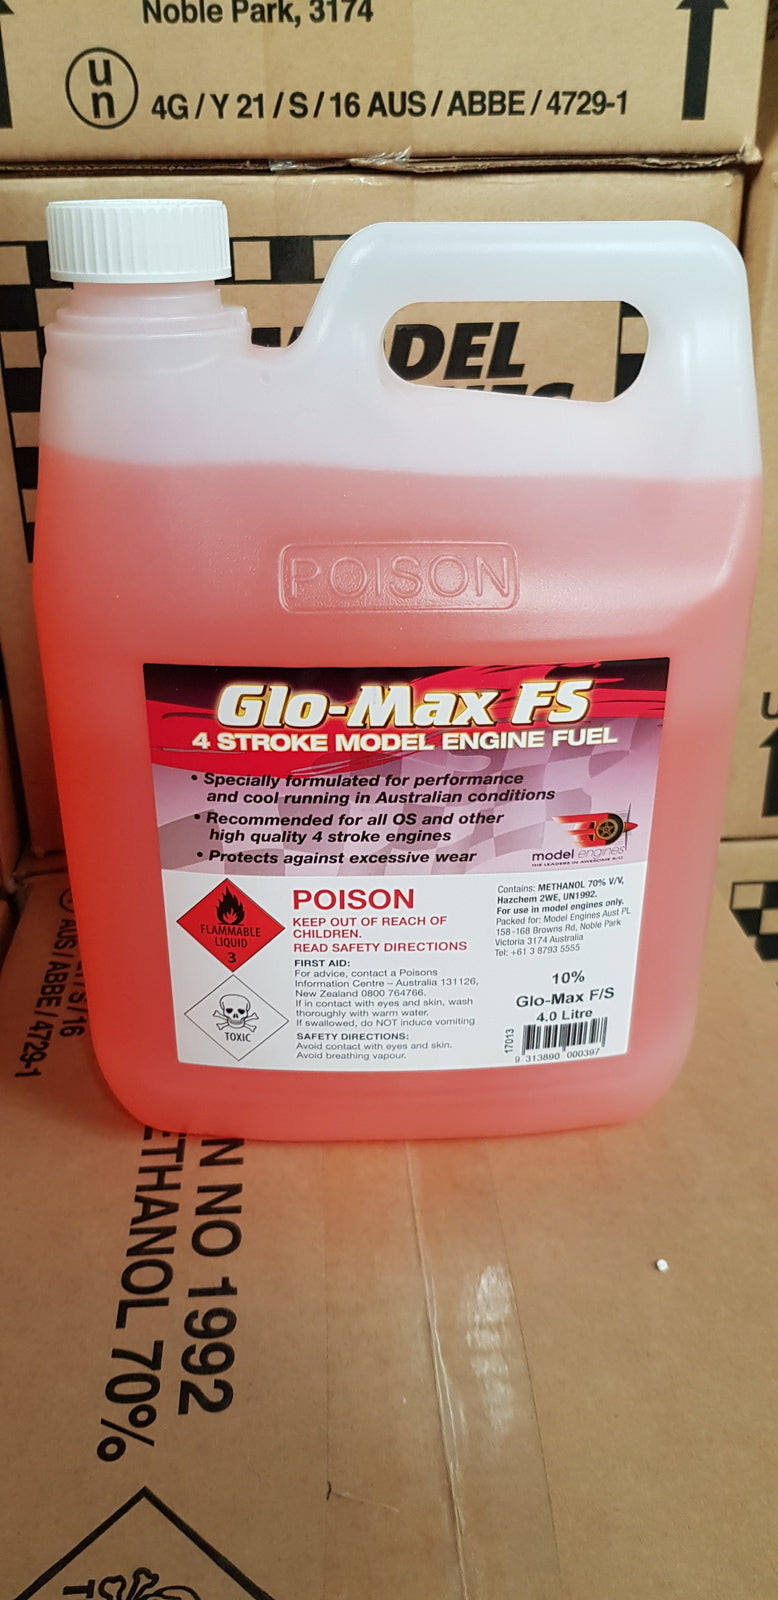 Noble Park, 3174
un
4G / Y 21 / S / 16 AUS / ABBE / 4729-1
DEL
POISON
Glo-Max FS
4 STROKE MODEL ENGINE FUEL
• Specially formulated for performance
and cool running in Australian conditions
• Recommended for all OS and other
high quality 4 stroke engines
• Protects against excessive wear
model engines
THE LEADERS IN AWESOME R/C
FLAMMABLE
LIQUID
3
TOXIC
POISON
KEEP OUT OF REACH OF
CHILDREN.
READ SAFETY DIRECTIONS
FIRST AID:
For advice, contact a Poisons
Information Centre – Australia 131126,
New Zealand 0800 764766.
If in contact with eyes and skin, wash
thoroughly with warm water.
If swallowed, do NOT induce vomiting
SAFETY DIRECTIONS:
Avoid contact with eyes and skin.
Avoid breathing vapour.
Contains: METHANOL 70% V/V,
Hazchem 2WE, UN1992.
For use in model engines only.
Packed for: Model Engines Aust PL
158-168 Browns Rd, Noble Park
Victoria 3174 Australia
Tel: +61 3 8793 5555
10%
Glo-Max F/S
4.0 Litre
17013
9 313890 000397
/ S / 16
AUS / ABBE / 4729-1
N NO 1992
ETHANOL 70%